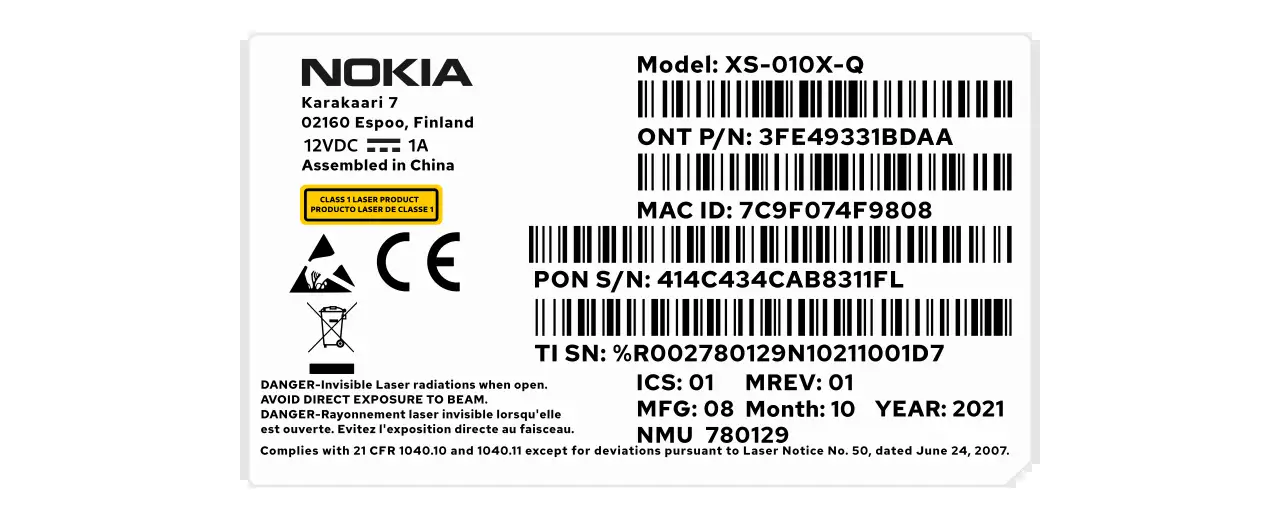 NOKIA
Karakaari 7
02160 Espoo, Finland
12VDC 1A
Assembled in China
CLASS 1 LASER PRODUCT
PRODUCTO LASER DE CLASSE 1
CE
DANGER-Invisible Laser radiations when open.
AVOID DIRECT EXPOSURE TO BEAM.
DANGER-Rayonnement laser invisible lorsqu'elle
est ouverte. Evitez l'exposition directe au faisceau.
Model: XS-010X-Q
ONT P/N: 3FE49331BDAA
MAC ID: 7C9F074F9808
PON S/N: 414C434CAB8311FL
TI SN: %R002780129N10211001D7
ICS: 01 MREV: 01
MFG: 08 Month: 10 YEAR: 2021
NMU 780129
Complies with 21 CFR 1040.10 and 1040.11 except for deviations pursuant to Laser Notice No. 50, dated June 24, 2007.